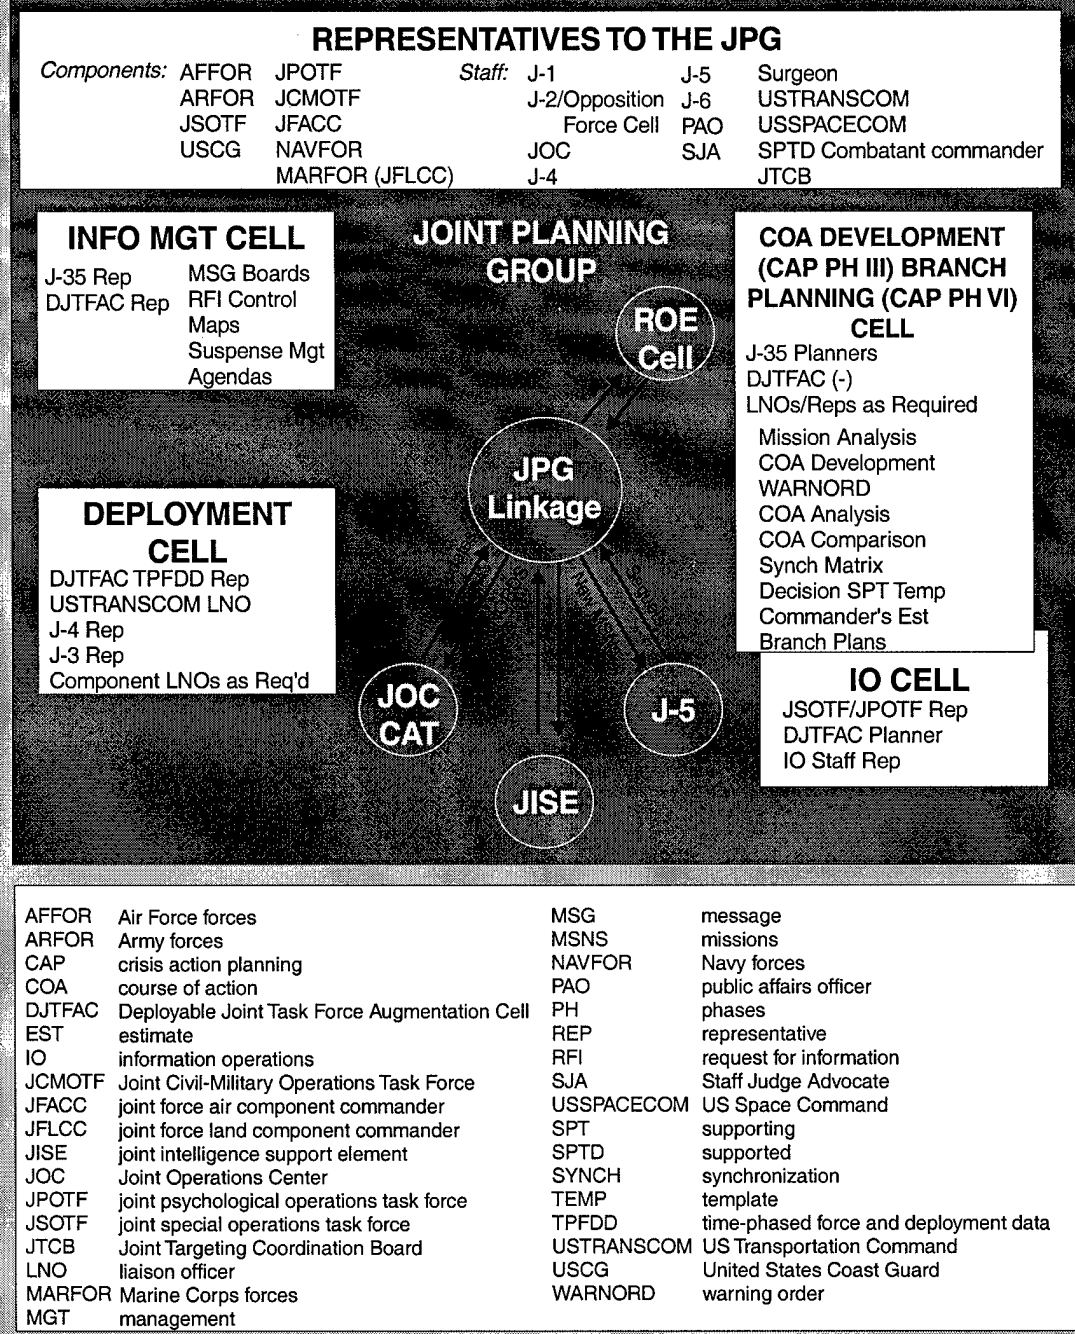 REPRESENTATIVES TO THE JPG
Components: AFFOR JPOTF Staff: J-1 J-5 Surgeon
ARFOR JCMOTF J-2/Opposition J-6 USTRANSCOM
JSOTF JFACC Force Cell PAO USSPACECOM
USCG NAVFOR JOC SJA SPTD Combatant commander
MARFOR (JFLCC) J-4 JTCB
INFO MGT CELL
J-35 Rep
DJTFAC Rep
MSG Boards
RFI Control
Maps
Suspense Mgt
Agendas
JOINT PLANNING
GROUP
ROE
Cell
JPG
Linkage
COA DEVELOPMENT
(CAP PH III) BRANCH
PLANNING (CAP PH VI)
CELL
J-35 Planners
DJTFAC (-)
LNOs/Reps as Required
Mission Analysis
COA Development
WARNORD
COA Analysis
COA Comparison
Synch Matrix
Decision SPT Temp
Commander's Est
Branch Plans
DEPLOYMENT
CELL
DJTFAC TPFDD Rep
USTRANSCOM LNO
J-4 Rep
J-3 Rep
Component LNOs as Req'd
JOC
CAT
J-5
JISE
IO CELL
JSOTF/JPOTF Rep
DJTFAC Planner
IO Staff Rep
AFFOR Air Force forces
ARFOR Army forces
CAP crisis action planning
COA course of action
DJTFAC Deployable Joint Task Force Augmentation Cell
EST estimate
IO information operations
JCMOTF Joint Civil-Military Operations Task Force
JFACC joint force air component commander
JFLCC joint force land component commander
JISE joint intelligence support element
JOC Joint Operations Center
JPOTF joint psychological operations task force
JSOTF joint special operations task force
JTCB Joint Targeting Coordination Board
LNO liaison officer
MARFOR Marine Corps forces
MGT management
MSG message
MSNS missions
NAVFOR Navy forces
PAO public affairs officer
PH phases
REP representative
RFI request for information
SJA Staff Judge Advocate
USSPACECOM US Space Command
SPT supporting
SPTD supported
SYNCH synchronization
TEMP template
TPFDD time-phased force and deployment data
USTRANSCOM US Transportation Command
USCG United States Coast Guard
WARNORD warning order